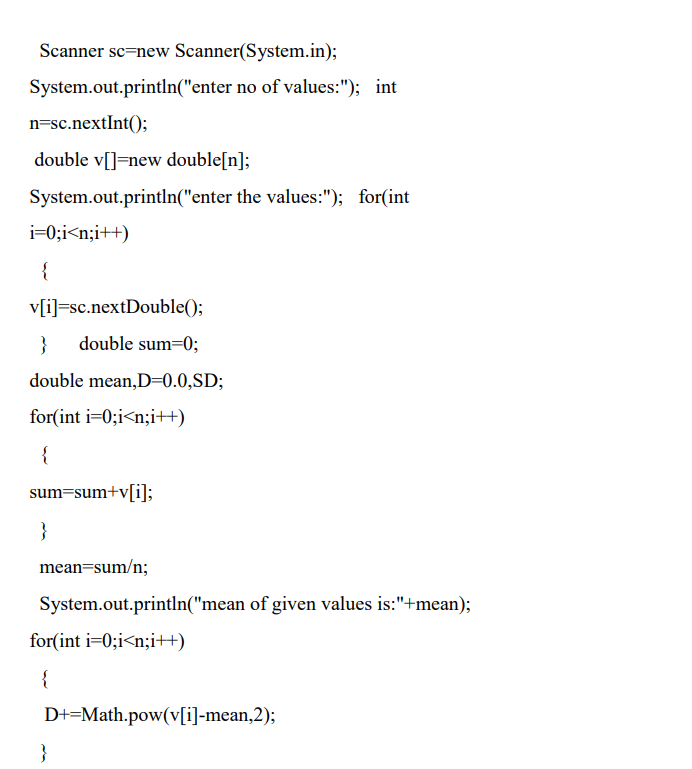 Scanner sc=new Scanner(System.in);
System.out.println("enter no of values:");   int
n=sc.nextInt();
double v[]=new double[n];
System.out.println("enter the values:");   for(int
i=0;i<n;i++)
{
v[i]=sc.nextDouble();
}      double sum=0;
double mean,D=0.0,SD;
for(int i=0;i<n;i++)
{
sum=sum+v[i];
}
mean=sum/n;
System.out.println("mean of given values is:"+mean);
for(int i=0;i<n;i++)
{
D+=Math.pow(v[i]-mean,2);
}